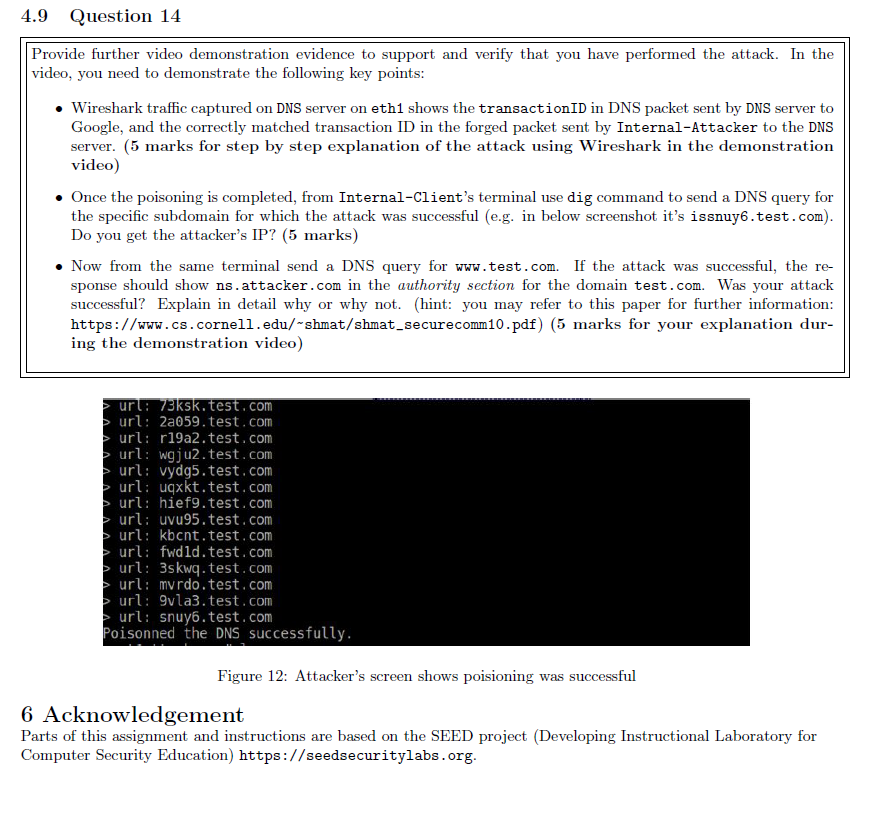 4.9 Question 14
Provide further video demonstration evidence to support and verify that you have performed the attack. In the
video, you need to demonstrate the following key points:
• Wireshark traffic captured on DNS server on eth1 shows the transactionID in DNS packet sent by DNS server to
Google, and the correctly matched transaction ID in the forged packet sent by Internal-Attacker to the DNS
server. (5 marks for step by step explanation of the attack using Wireshark in the demonstration
video)
• Once the poisoning is completed, from Internal-Client's terminal use dig command to send a DNS query for
the specific subdomain for which the attack was successful (e.g. in below screenshot it's issnuy6.test.com).
Do you get the attacker's IP? (5 marks)
• Now from the same terminal send a DNS query for www.test.com. If the attack was successful, the re-
sponse should show ns.attacker.com in the authority section for the domain test.com. Was your attack
successful? Explain in detail why or why not. (hint: you may refer to this paper for further information:
https://www.cs.cornell.edu/~shmat/shmat_securecomm10.pdf) (5 marks for your explanation dur-
ing the demonstration video)
> url: 73ksk.test.com
> url: 2a059.test.com
> url: r19a2.test.com
> url: wgju2.test.com
> url: vydg5.test.com
> url: uqxkt.test.com
> url: hief9.test.com
> url: uvu95.test.com
> url: kbcnt.test.com
> url: fwd1d.test.com
> url: 3skwq.test.com
> url: mvrdo.test.com
> url: 9vla3.test.com
> url: snuy6.test.com
Poisonned the DNS successfully.
Figure 12: Attacker's screen shows poisioning was successful
6 Acknowledgement
Parts of this assignment and instructions are based on the SEED project (Developing Instructional Laboratory for
Computer Security Education) https://seedsecuritylabs.org.